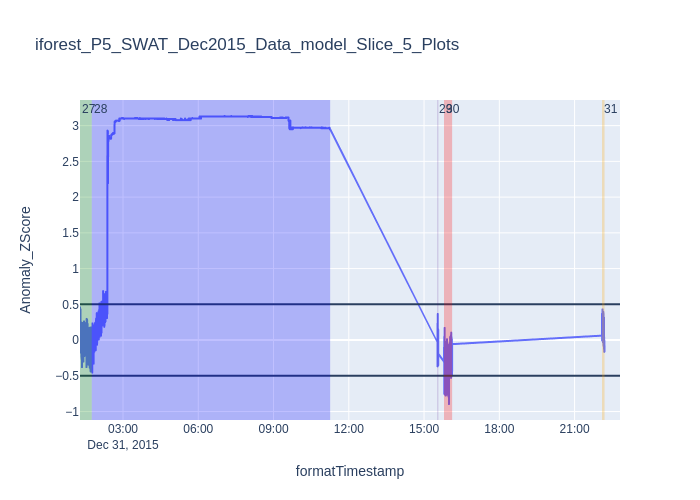 iforest_P5_SWAT_Dec2015_Data_model_Slice_5_Plots
27 28 29 30 31
3
2.5
2
1.5
1
0.5
0
−0.5
−1
Anomaly_ZScore
03:00 06:00 09:00 12:00 15:00 18:00 21:00
Dec 31, 2015
formatTimestamp